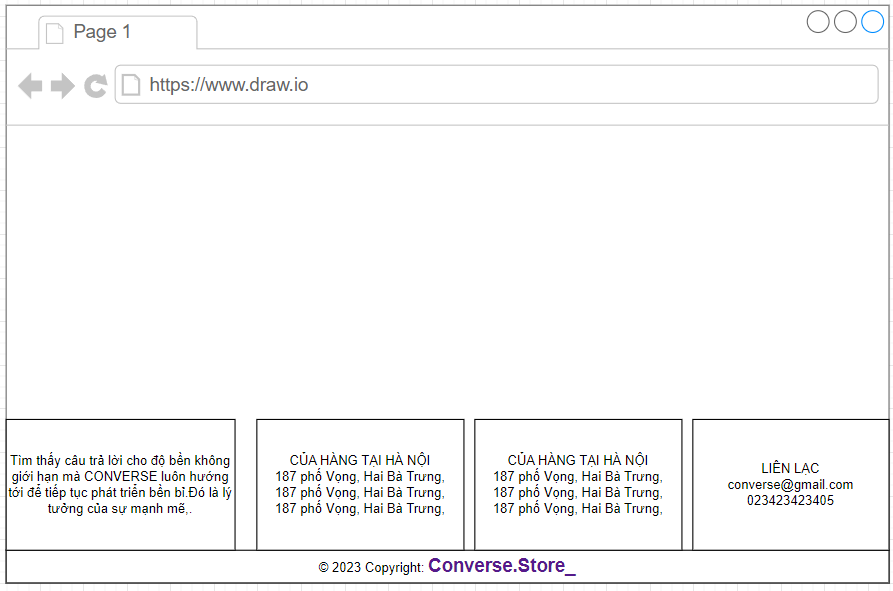 Page 1
https://www.draw.io
Tìm thấy câu trả lời cho độ bền không
giới hạn mà CONVERSE luôn hướng
tới để tiếp tục phát triển bền bỉ.Đó là lý
tưởng của sự mạnh mẽ,.
CỦA HÀNG TẠI HÀ NỘI
187 phố Vọng, Hai Bà Trưng,
187 phố Vọng, Hai Bà Trưng,
187 phố Vọng, Hai Bà Trưng,
CỦA HÀNG TẠI HÀ NỘI
187 phố Vọng, Hai Bà Trưng,
187 phố Vọng, Hai Bà Trưng,
187 phố Vọng, Hai Bà Trưng,
LIÊN LẠC
converse@gmail.com
023423423405
© 2023 Copyright: Converse.Store_